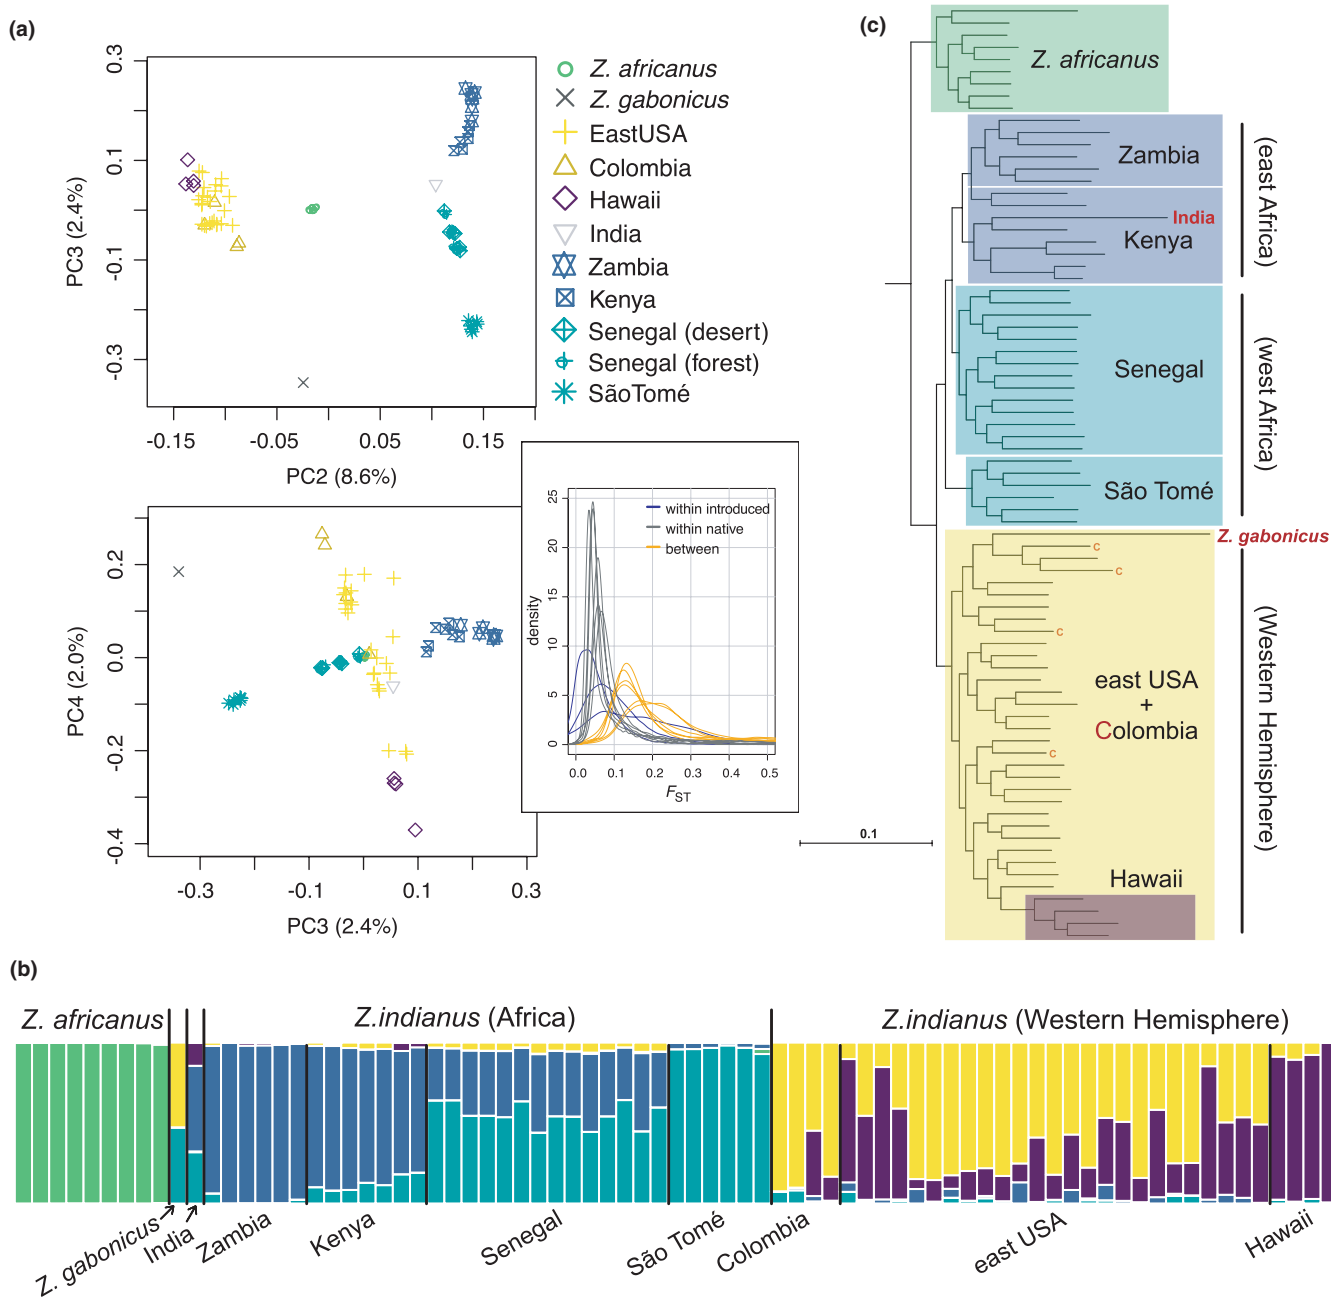 (a)
0.3
0.1
-0.1
-0.3
PC3 (2.4%)
-0.15
-0.05
0.05
0.15
PC2 (8.6%)
Z. africanus
Z. gabonicus
EastUSA
Colombia
Hawaii
India
Zambia
Kenya
Senegal (desert)
Senegal (forest)
SãoTomé
0.2
0.0
-0.2
-0.4
PC4 (2.0%)
-0.3
-0.1
0.1
0.3
PC3 (2.4%)
25
20
15
10
5
0
density
within introduced
within native
between
0.0
0.1
0.2
0.3
0.4
0.5
FST
(c)
Z. africanus
Zambia
India
Kenya
(east Africa)
Senegal
São Tomé
(west Africa)
Z. gabonicus
c
c
c
east USA
+
Colombia
c
Hawaii
(Western Hemisphere)
0.1
(b)
Z. africanus
Z.indianus (Africa)
Z.indianus (Western Hemisphere)
Z. gabonicus
India
Zambia
Kenya
Senegal
São Tomé
Colombia
east USA
Hawaii